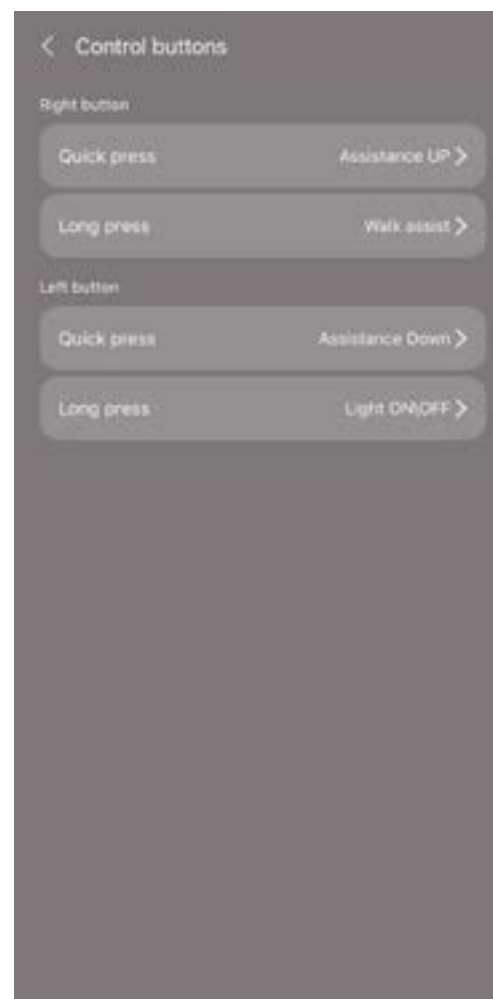 Control buttons
Right button
Quick press Assistance UP
Long press Walk assist
Left button
Quick press Assistance Down
Long press Light ON\OFF